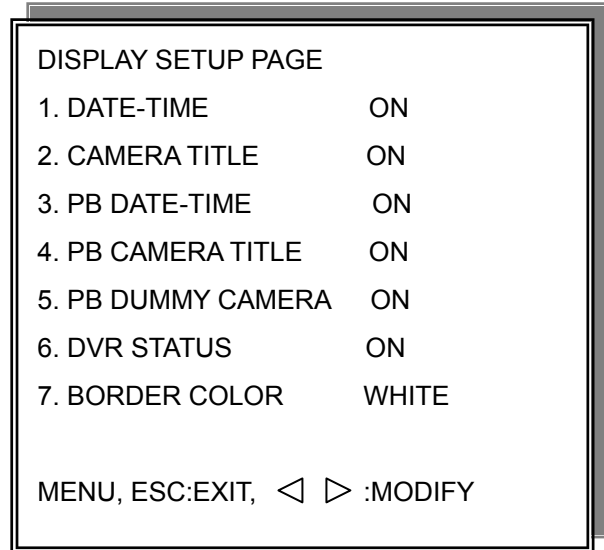 DISPLAY SETUP PAGE
1. DATE-TIME ON
2. CAMERA TITLE ON
3. PB DATE-TIME ON
4. PB CAMERA TITLE ON
5. PB DUMMY CAMERA ON
6. DVR STATUS ON
7. BORDER COLOR WHITE
MENU, ESC:EXIT, ◁ ▷ :MODIFY